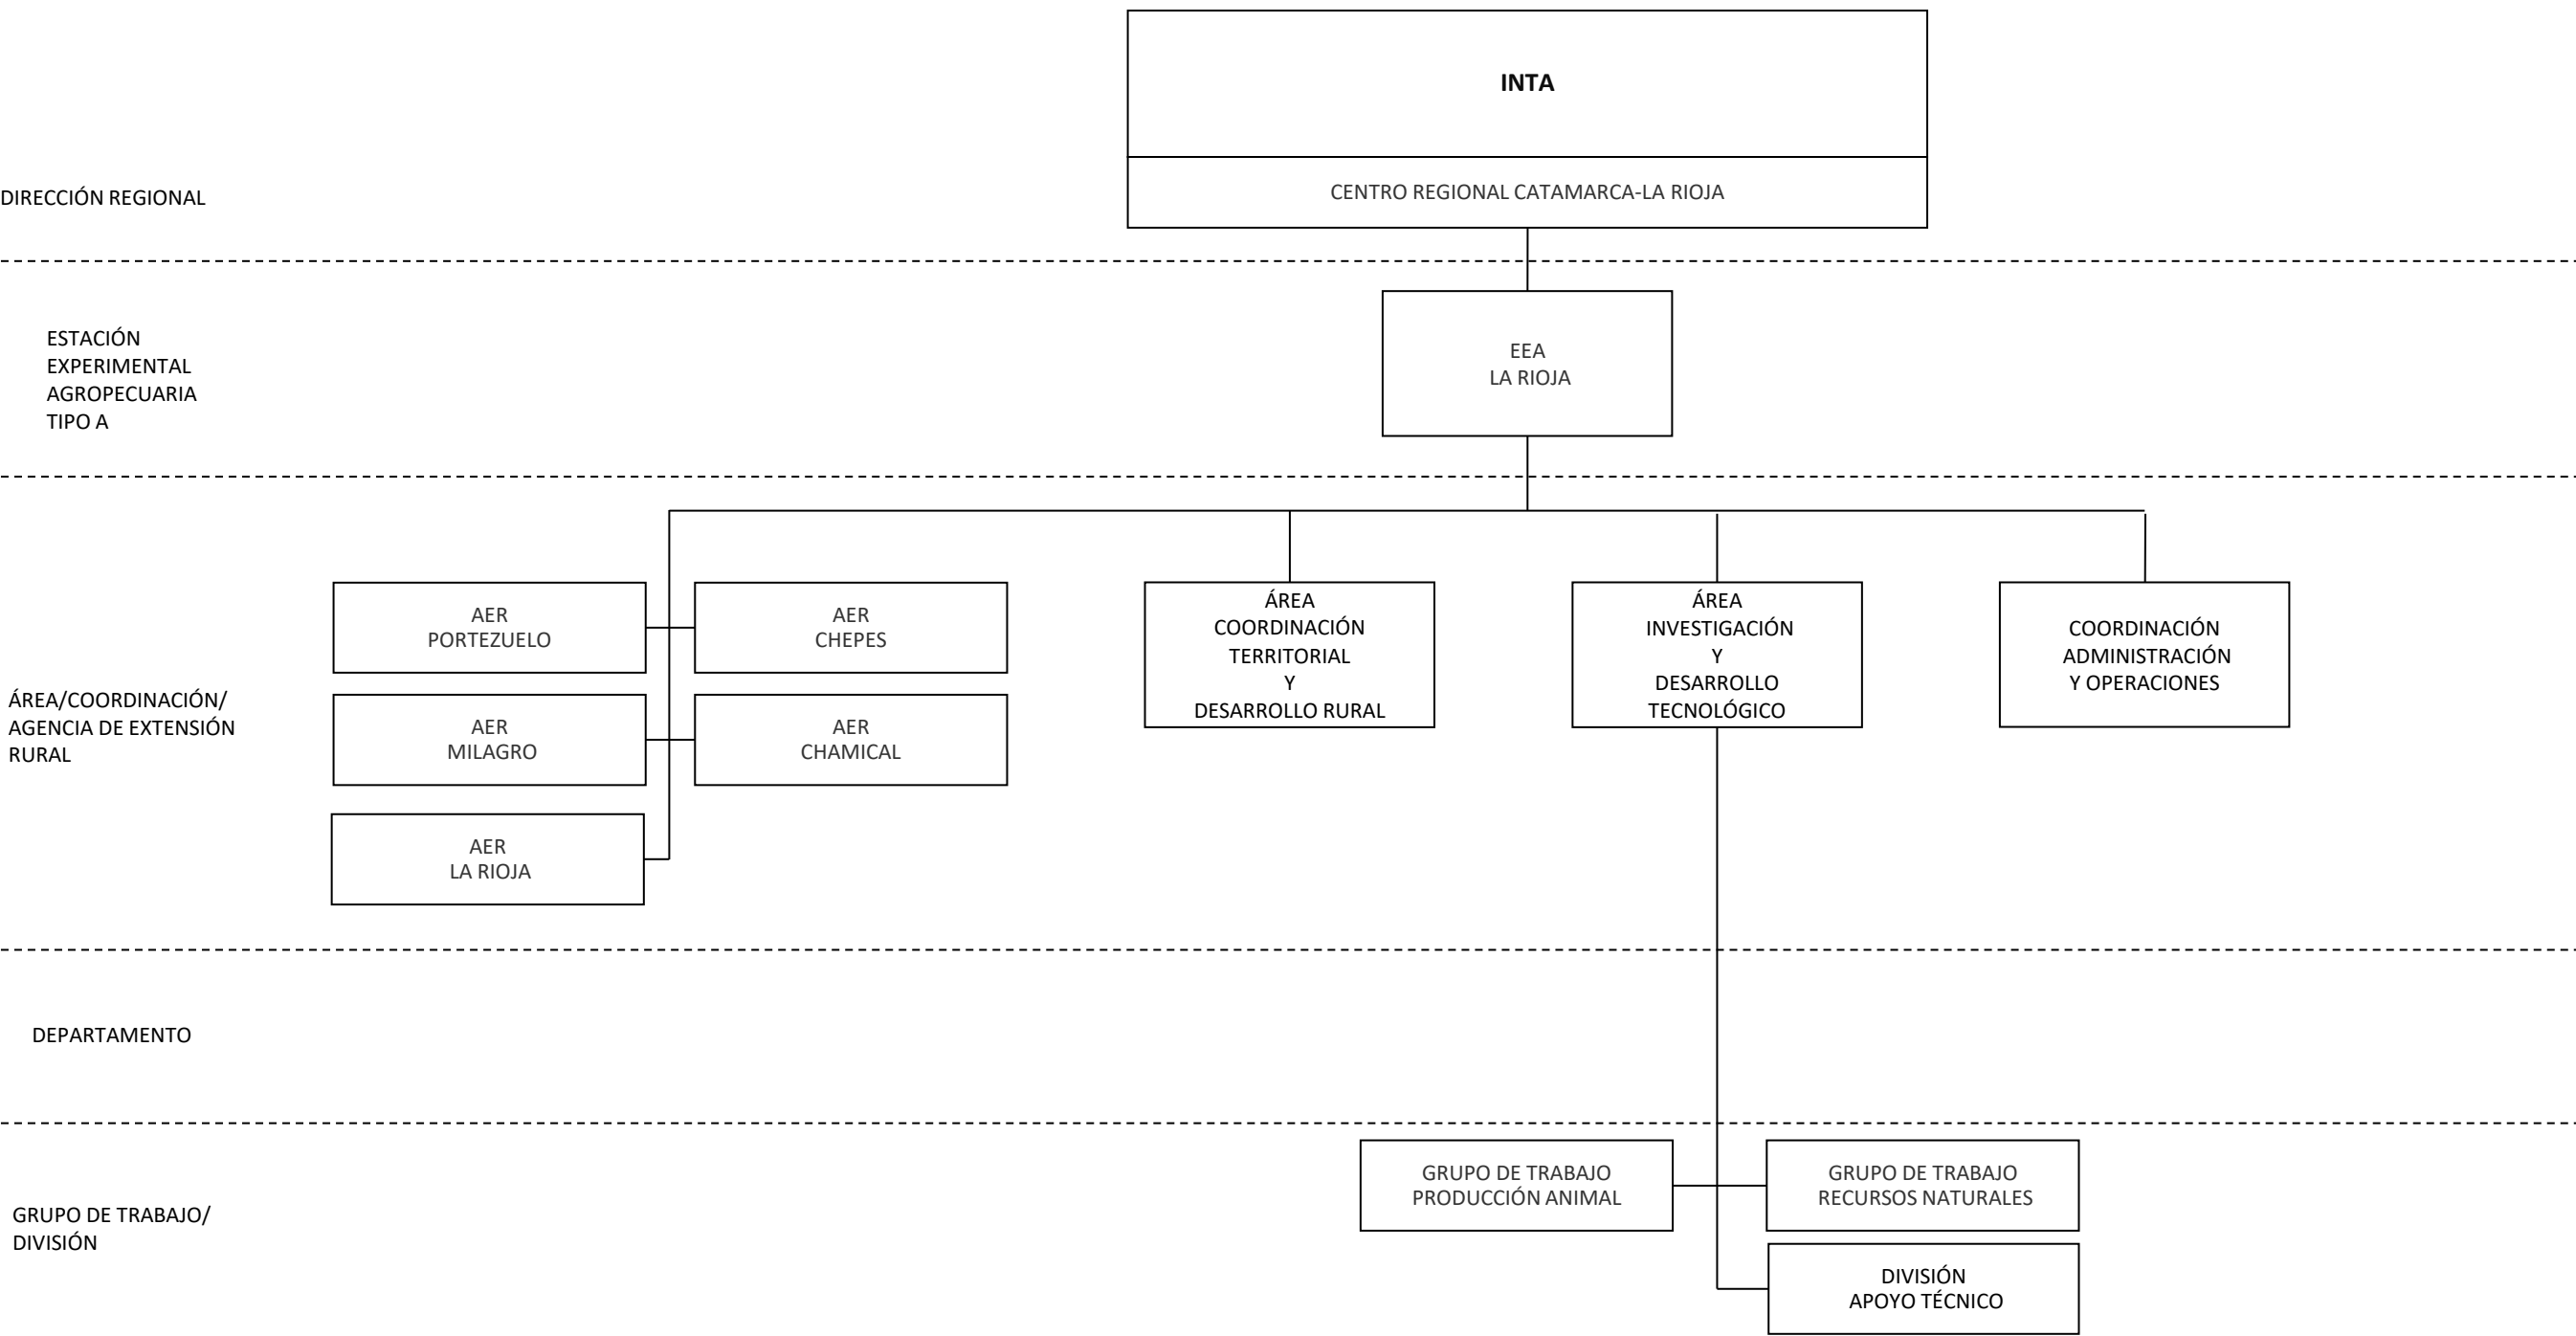 INTA
DIRECCIÓN REGIONAL
CENTRO REGIONAL CATAMARCA-LA RIOJA
ESTACIÓN
EXPERIMENTAL
AGROPECUARIA
TIPO A
EEA
LA RIOJA
ÁREA/COORDINACIÓN/
AGENCIA DE EXTENSIÓN
RURAL
AER
PORTEZUELO
AER
CHEPES
AER
MILAGRO
AER
CHAMICAL
AER
LA RIOJA
ÁREA
COORDINACIÓN
TERRITORIAL
Y
DESARROLLO RURAL
ÁREA
INVESTIGACIÓN
Y
DESARROLLO
TECNOLÓGICO
COORDINACIÓN
ADMINISTRACIÓN
Y OPERACIONES
DEPARTAMENTO
GRUPO DE TRABAJO/
DIVISIÓN
GRUPO DE TRABAJO
PRODUCCIÓN ANIMAL
GRUPO DE TRABAJO
RECURSOS NATURALES
DIVISIÓN
APOYO TÉCNICO